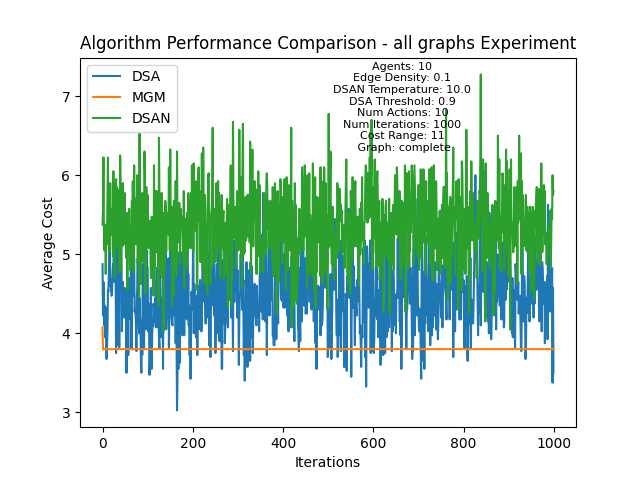 Algorithm Performance Comparison - all graphs Experiment
DSA
MGM
DSAN
Agents: 10
Edge Density: 0.1
DSAN Temperature: 10.0
DSA Threshold: 0.9
Num Actions: 10
Num Iterations: 1000
Cost Range: 11
Graph: complete
Average Cost
7
6
5
4
3
0
200
400
600
800
1000
Iterations